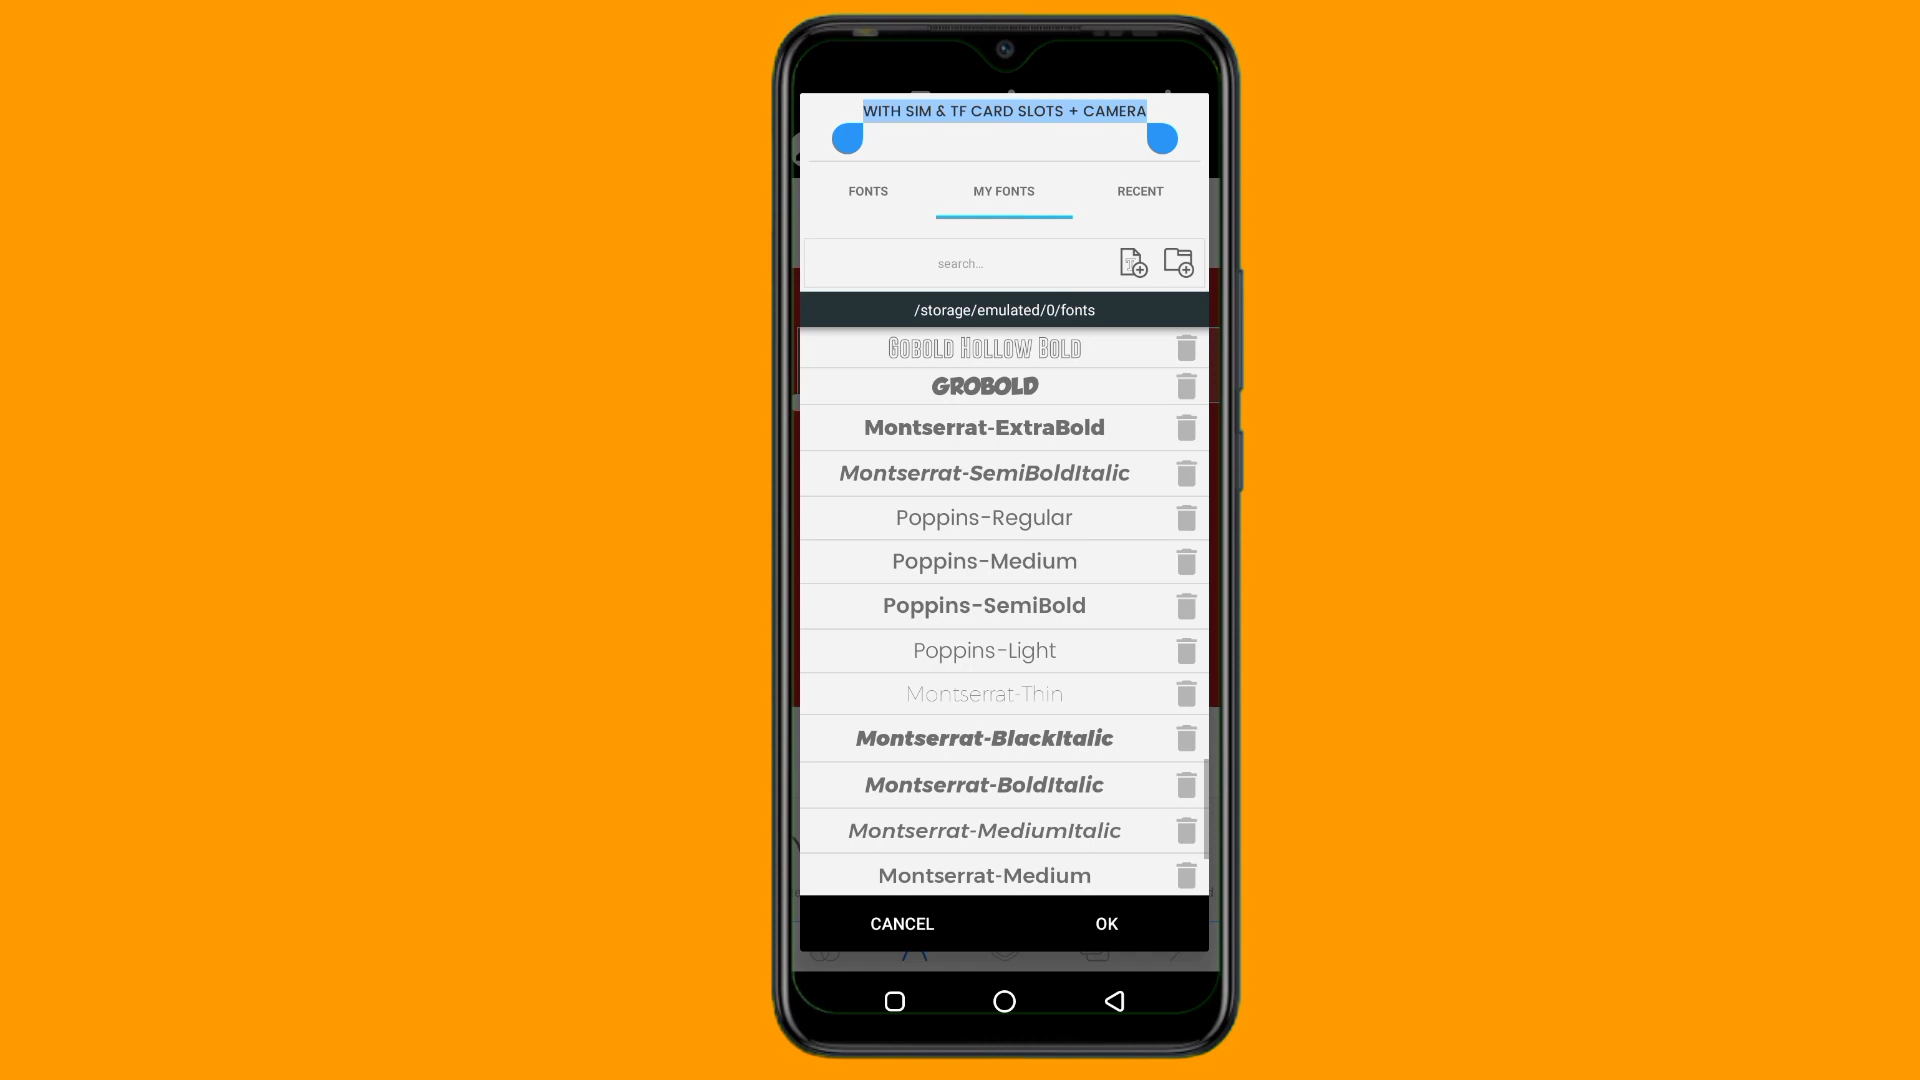 WITH SIM & TF CARD SLOTS + CAMERA
FONTS
MY FONTS
RECENT
search...
/storage/emulated/0/fonts
GOBOLD HOLLOW BOLD
GROBOLD
Montserrat-ExtraBold
Montserrat-SemiBoldItalic
Poppins-Regular
Poppins-Medium
Poppins-SemiBold
Poppins-Light
Montserrat-Thin
Montserrat-BlackItalic
Montserrat-BoldItalic
Montserrat-MediumItalic
Montserrat-Medium
CANCEL
OK